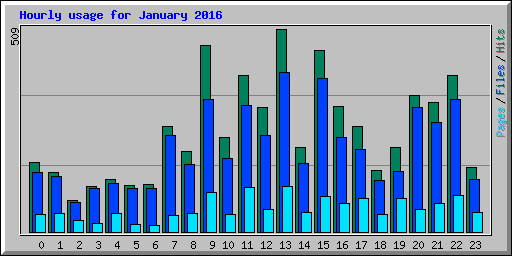 Hourly usage for January 2016
509
Pages/Files/Hits
0 1 2 3 4 5 6 7 8 9 10 11 12 13 14 15 16 17 18 19 20 21 22 23